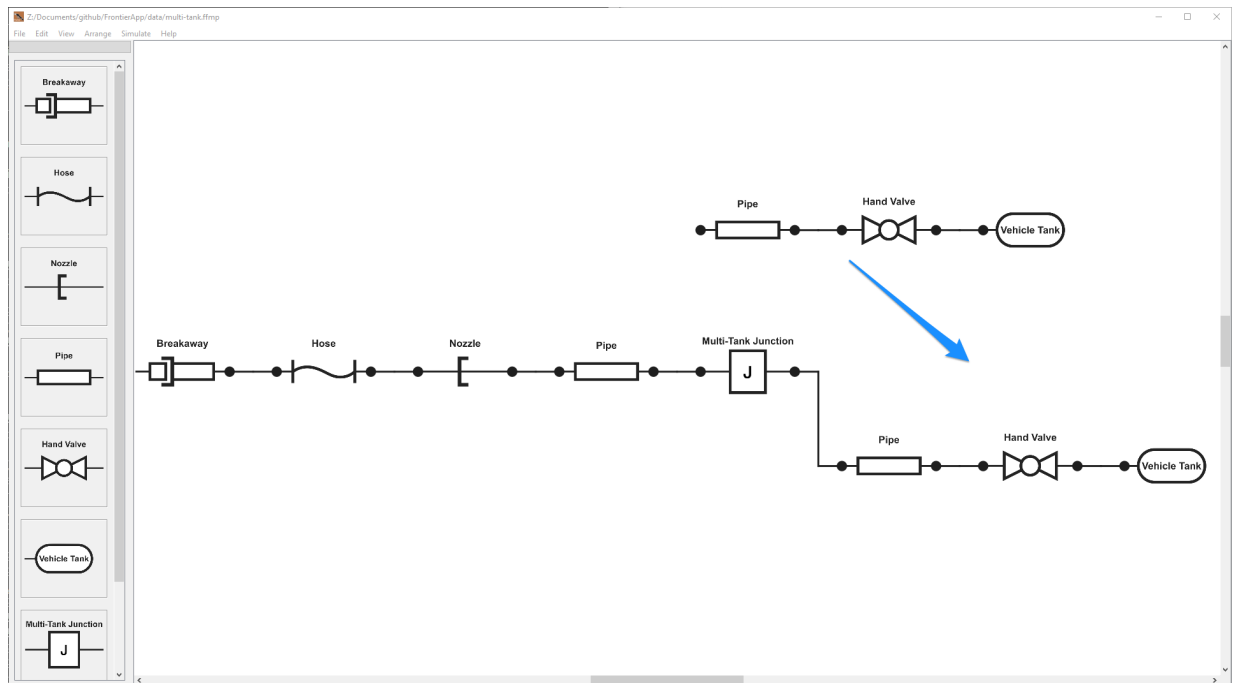 Z:/Documents/github/FrontierApp/data/multi-tank.ffmp
File Edit View Arrange Simulate Help
Breakaway
Hose
Nozzle
Pipe
Hand Valve
Vehicle Tank
Multi-Tank Junction
J
Pipe
Hand Valve
Vehicle Tank
Breakaway
Hose
Nozzle
Pipe
Multi-Tank Junction
J
Pipe
Hand Valve
Vehicle Tank